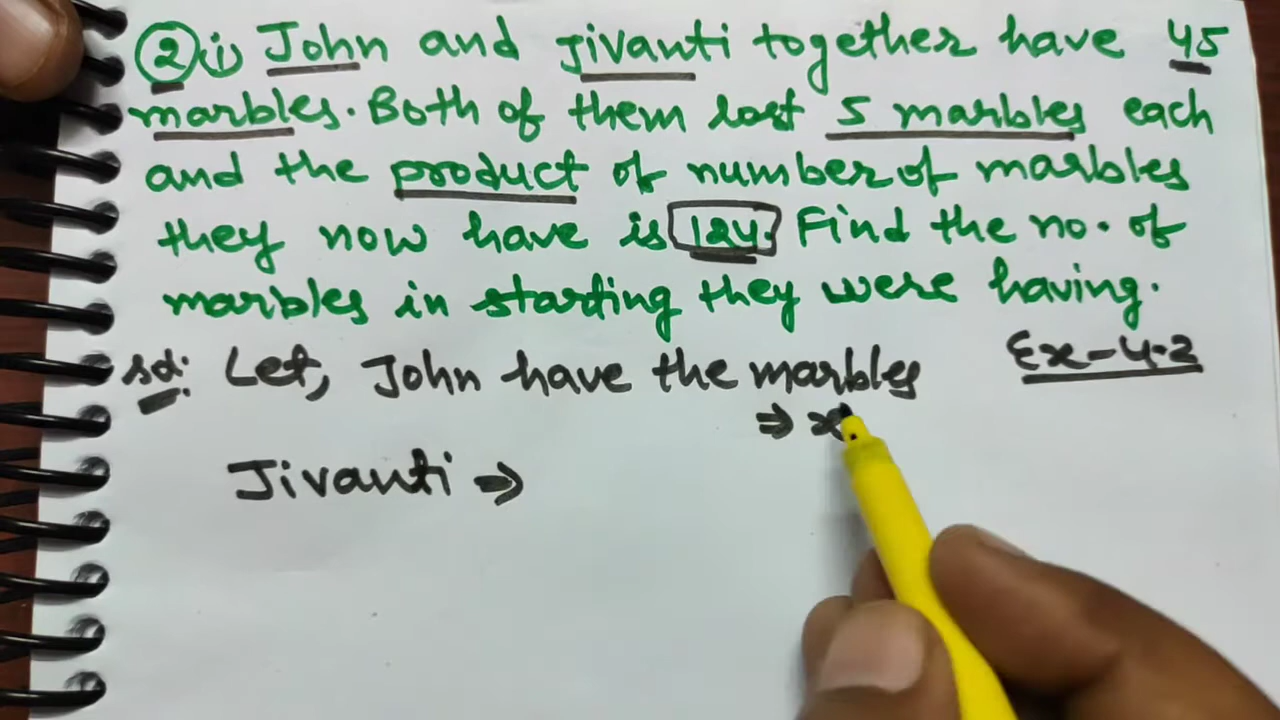 ② i) John and Jivanti together have 45
marbles. Both of them lost 5 marbles each
and the product of number of marbles
they now have is 124. Find the no. of
marbles in starting they were having.
Sol: Let, John have the marbles
Ex-4.2
⇒ x
Jivanti ⇒